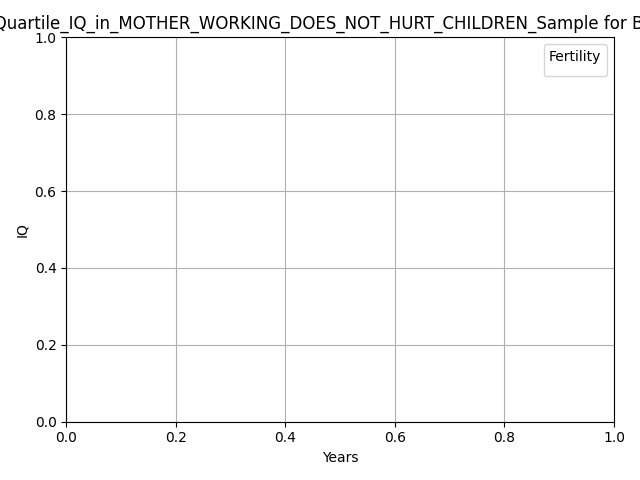 Quartile_IQ_in_MOTHER_WORKING_DOES_NOT_HURT_CHILDREN_Sample for B
Fertility
1.0
0.8
0.6
0.4
0.2
0.0
IQ
0.0 0.2 0.4 0.6 0.8 1.0
Years